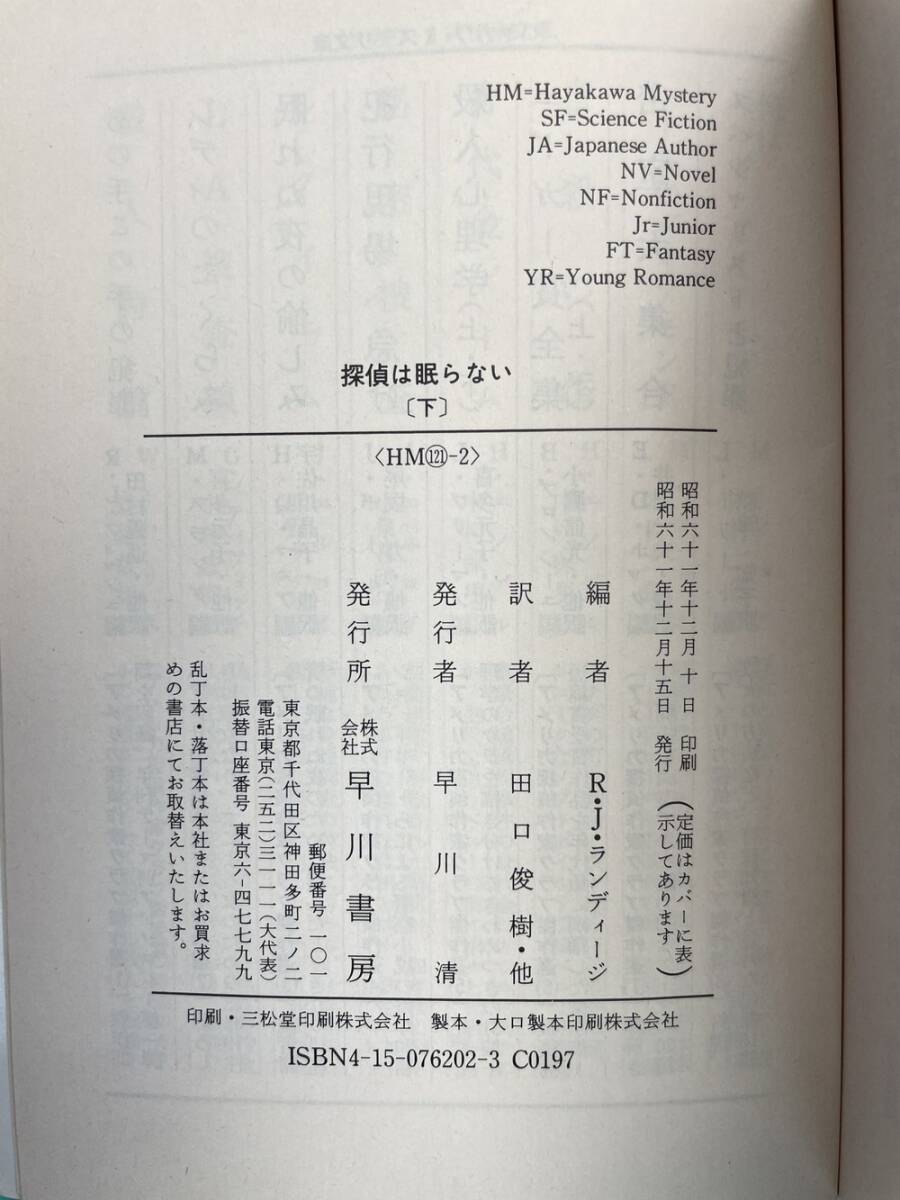 HM=Hayakawa Mystery
SF=Science Fiction
JA=Japanese Author
NV=Novel
NF=Nonfiction
Jr=Junior
FT=Fantasy
YR=Young Romance
探偵は眠らない
〔下〕
〈HM(121)-2〉
昭和六十一年十二月 十 日 印刷
昭和六十一年十二月十五日 発行
(定価はカバーに表
示してあります)
編者 R・J・ランディージ
訳者 田口俊樹・他
発行者 早川清
発行所 株式会社 早川書房
郵便番号 一〇一
東京都千代田区神田多町二ノ二
電話東京(二五二)三一一一(大代表)
振替口座番号 東京六-四七七九九
乱丁本・落丁本は本社またはお買求
めの書店にてお取替えいたします。
印刷・三松堂印刷株式会社 製本・大口製本印刷株式会社
ISBN4-15-076202-3 C0197